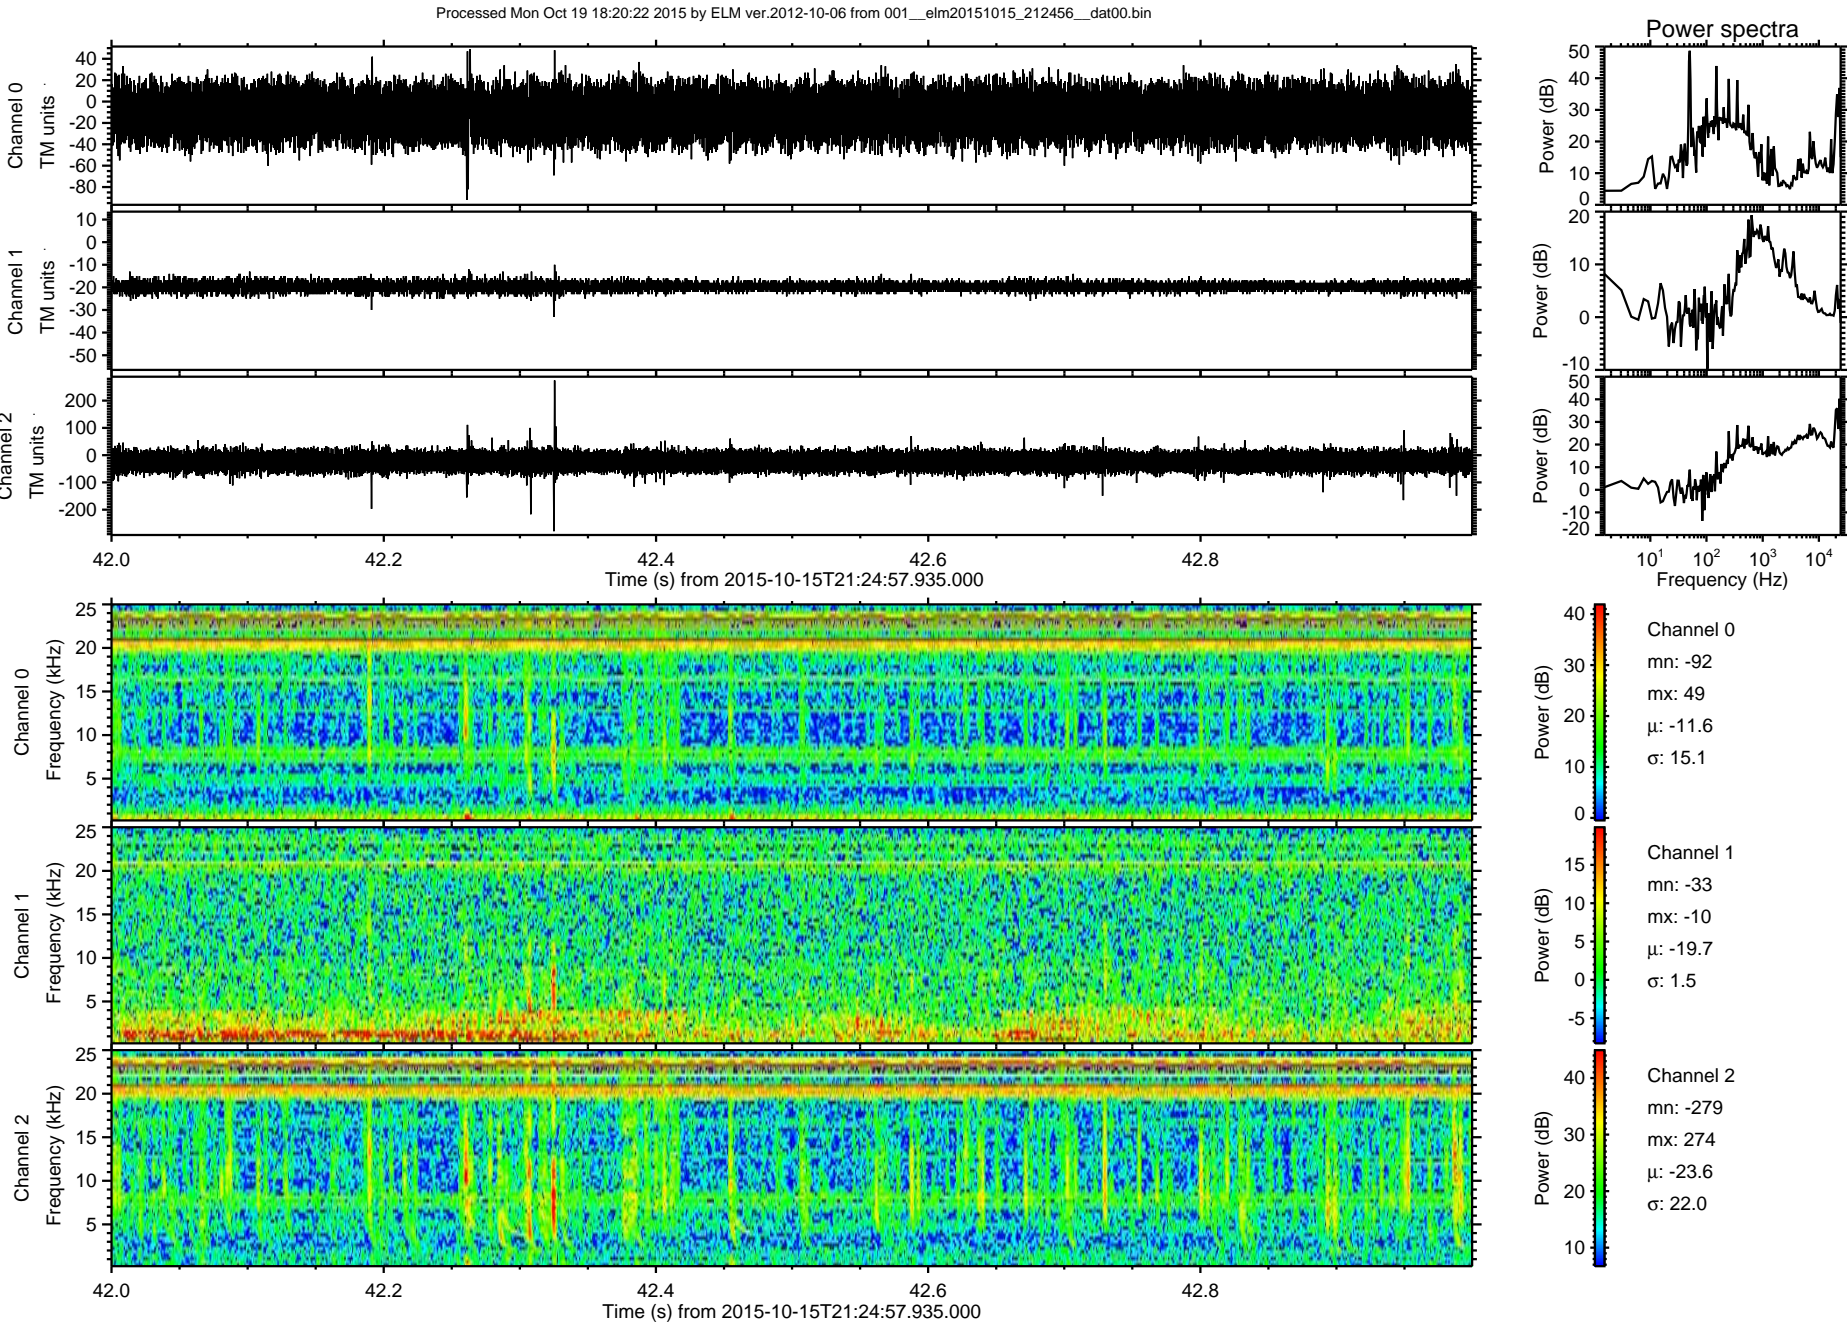 Processed Mon Oct 19 18:20:22 2015 by ELM ver.2012-10-06 from 001__elm20151015_212456__dat00.bin
Power spectra
Channel 0
TM units
40
20
0
-20
-40
-60
-80
Power (dB)
50
40
30
20
10
0
Channel 1
TM units
10
0
-10
-20
-30
-40
-50
Power (dB)
20
10
0
-10
Channel 2
TM units
200
100
0
-100
-200
Power (dB)
50
40
30
20
10
0
-10
-20
42.0 42.2 42.4 42.6 42.8
Time (s) from 2015-10-15T21:24:57.935.000
10¹ 10² 10³ 10⁴
Frequency (Hz)
Channel 0
Frequency (kHz)
25
20
15
10
5
Power (dB)
40
30
20
10
0
Channel 0
mn: -92
mx: 49
μ: -11.6
σ: 15.1
Channel 1
Frequency (kHz)
25
20
15
10
5
Power (dB)
15
10
5
0
-5
Channel 1
mn: -33
mx: -10
μ: -19.7
σ: 1.5
Channel 2
Frequency (kHz)
25
20
15
10
5
Power (dB)
40
30
20
10
Channel 2
mn: -279
mx: 274
μ: -23.6
σ: 22.0
42.0 42.2 42.4 42.6 42.8
Time (s) from 2015-10-15T21:24:57.935.000